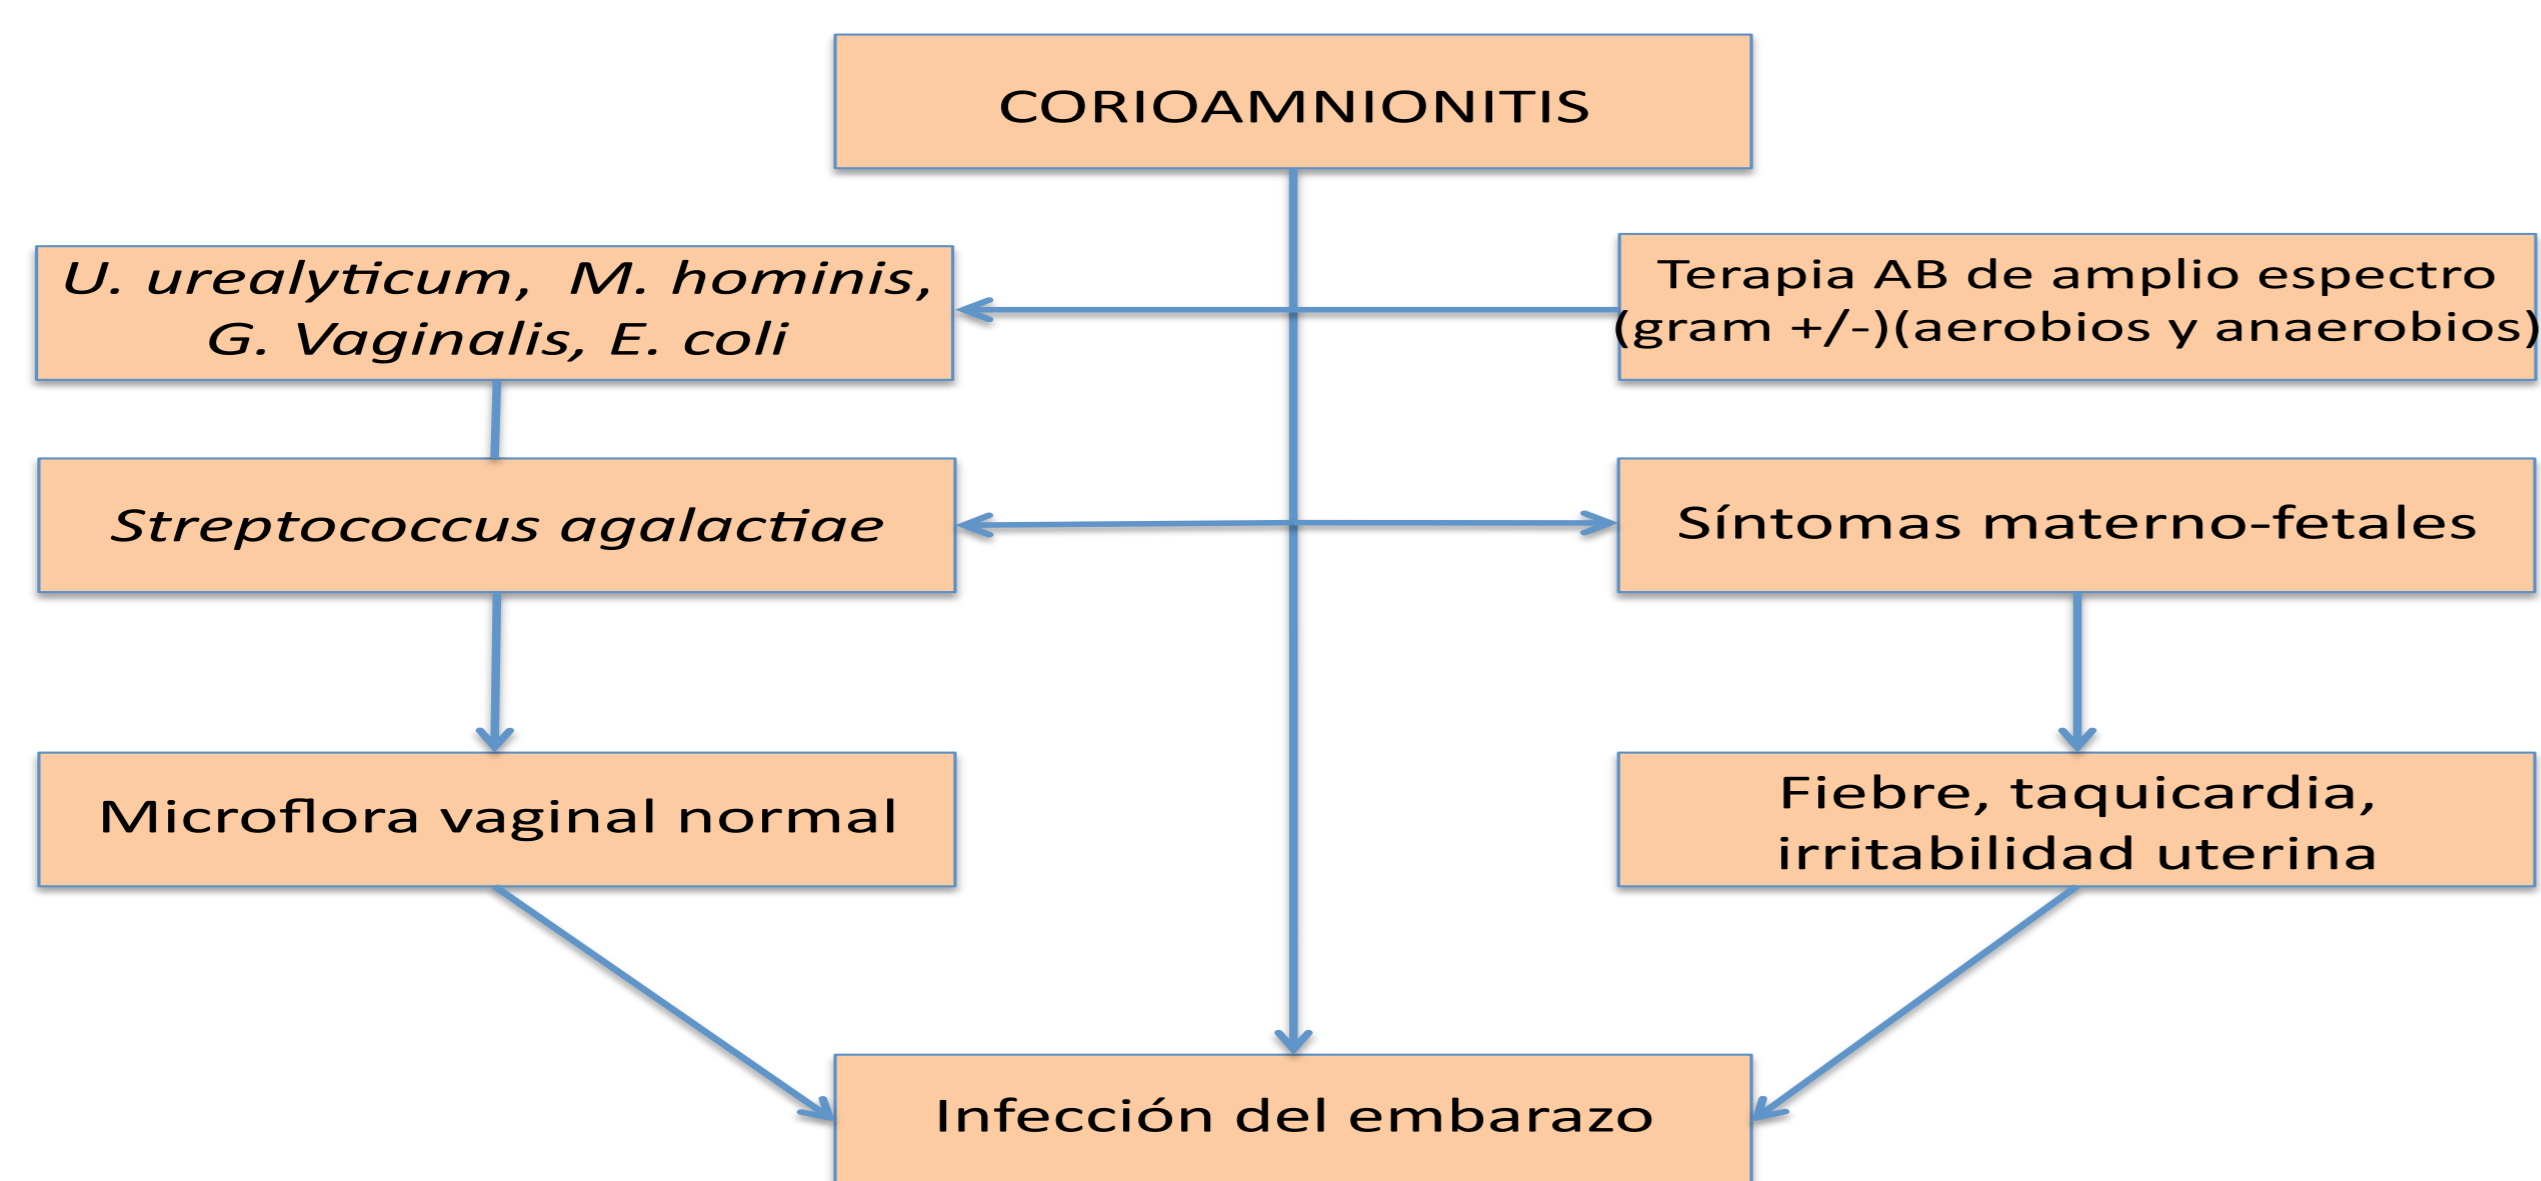 CORIOAMNIONITIS
U. urealyticum, M. hominis,
G. Vaginalis, E. coli
Terapia AB de amplio espectro
(gram +/-)(aerobios y anaerobios)
Streptococcus agalactiae
Síntomas materno-fetales
Microflora vaginal normal
Fiebre, taquicardia,
irritabilidad uterina
Infección del embarazo